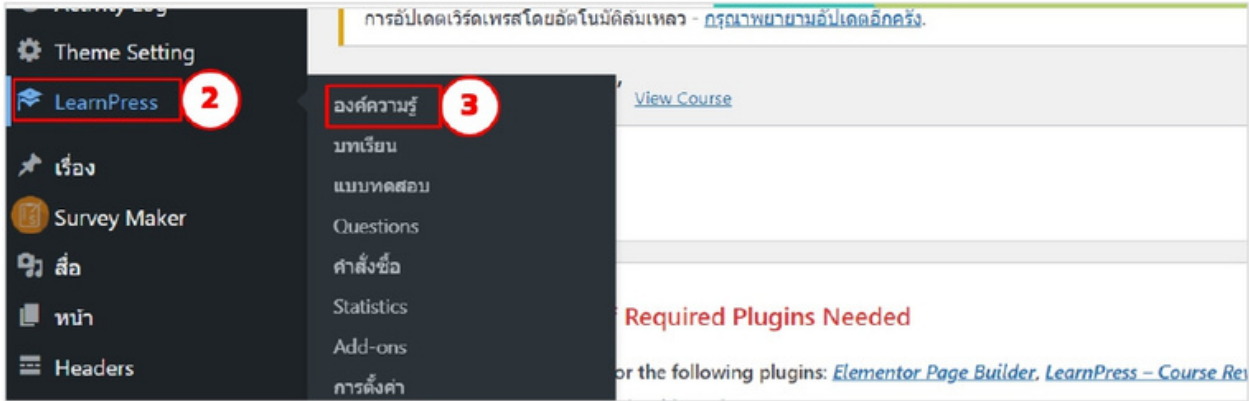 Activity Log
Theme Setting
LearnPress
2
เรื่อง
Survey Maker
สื่อ
หน้า
Headers
องค์ความรู้
3
บทเรียน
แบบทดสอบ
Questions
คำสั่งซื้อ
Statistics
Add-ons
การตั้งค่า
การอัปเดตเวิร์ดเพรสโดยอัตโนมัติล้มเหลว - กรุณาพยายามอัปเดตอีกครั้ง.
View Course
Required Plugins Needed
or the following plugins: Elementor Page Builder, LearnPress – Course Rev